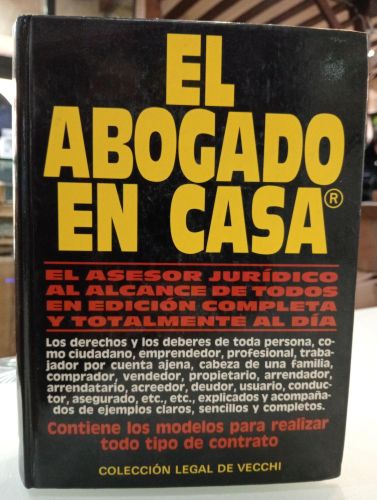 EL
ABOGADO
EN CASA®
EL ASESOR JURÍDICO
AL ALCANCE DE TODOS
EN EDICIÓN COMPLETA
Y TOTALMENTE AL DÍA
Los derechos y los deberes de toda persona, co-
mo ciudadano, emprendedor, profesional, traba-
jador por cuenta ajena, cabeza de una familia,
comprador, vendedor, propietario, arrendador,
arrendatario, acreedor, deudor, usuario, conduc-
tor, asegurado, etc., etc., explicados y acompaña-
dos de ejemplos claros, sencillos y completos.
Contiene los modelos para realizar
todo tipo de contrato
COLECCIÓN LEGAL DE VECCHI